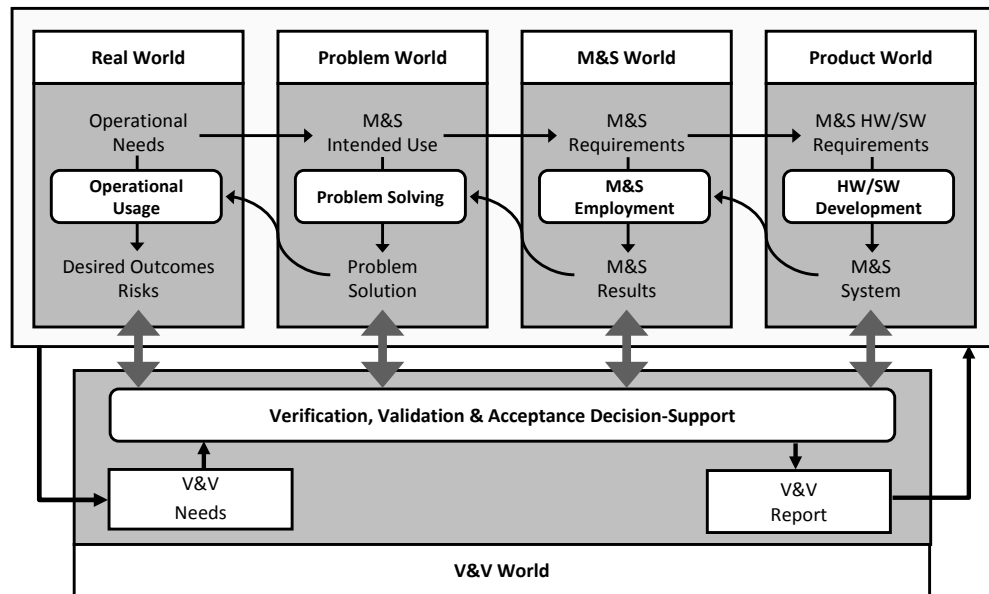 Real World
Problem World
M&S World
Product World
Operational
Needs
M&S
Intended Use
M&S
Requirements
M&S HW/SW
Requirements
Operational
Usage
Problem Solving
M&S
Employment
HW/SW
Development
Desired Outcomes
Risks
Problem
Solution
M&S
Results
M&S
System
Verification, Validation & Acceptance Decision-Support
V&V
Needs
V&V
Report
V&V World